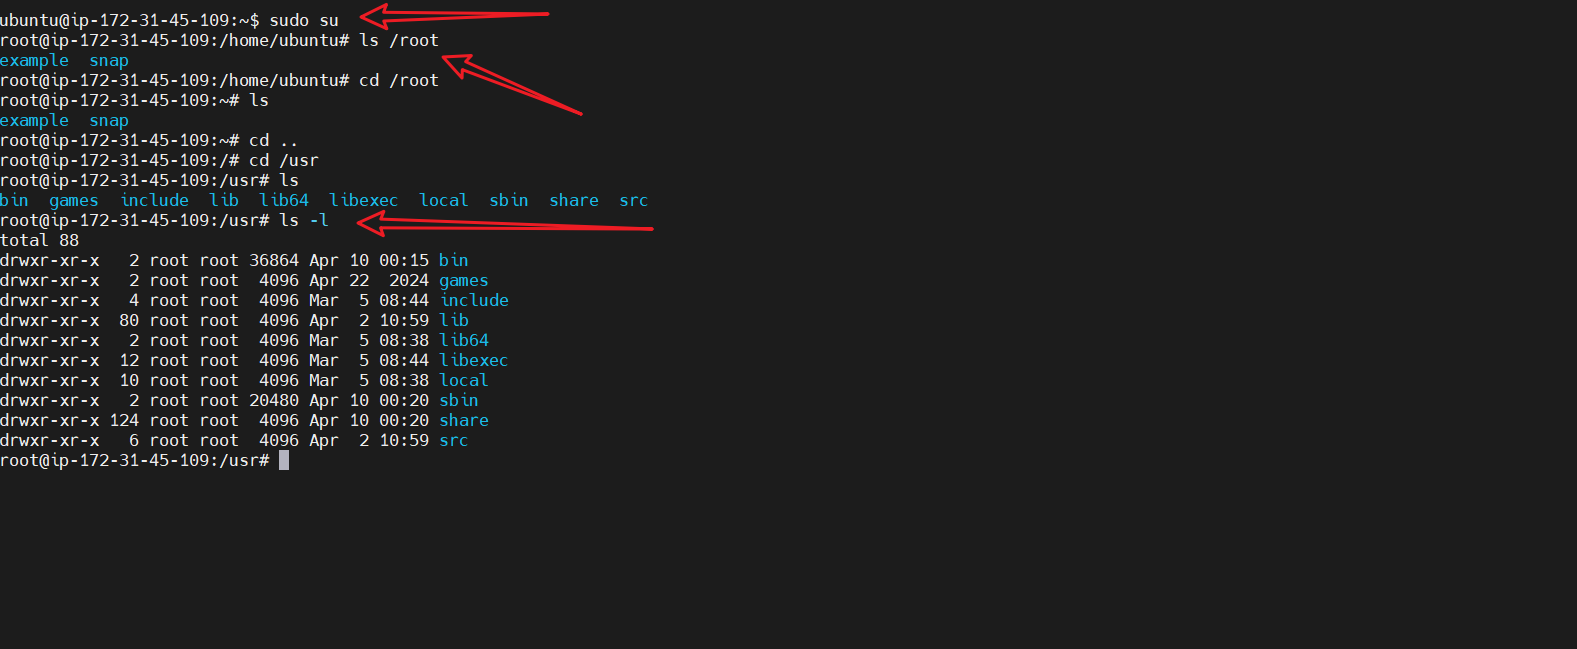 ubuntu@ip-172-31-45-109:~$ sudo su
root@ip-172-31-45-109:/home/ubuntu# ls /root
example  snap
root@ip-172-31-45-109:/home/ubuntu# cd /root
root@ip-172-31-45-109:~# ls
example  snap
root@ip-172-31-45-109:~# cd ..
root@ip-172-31-45-109:/# cd /usr
root@ip-172-31-45-109:/usr# ls
bin  games  include  lib  lib64  libexec  local  sbin  share  src
root@ip-172-31-45-109:/usr# ls -l
total 88
drwxr-xr-x   2 root root 36864 Apr 10 00:15 bin
drwxr-xr-x   2 root root  4096 Apr 22  2024 games
drwxr-xr-x   4 root root  4096 Mar  5 08:44 include
drwxr-xr-x  80 root root  4096 Apr  2 10:59 lib
drwxr-xr-x   2 root root  4096 Mar  5 08:38 lib64
drwxr-xr-x  12 root root  4096 Mar  5 08:44 libexec
drwxr-xr-x  10 root root  4096 Mar  5 08:38 local
drwxr-xr-x   2 root root 20480 Apr 10 00:20 sbin
drwxr-xr-x 124 root root  4096 Apr 10 00:20 share
drwxr-xr-x   6 root root  4096 Apr  2 10:59 src
root@ip-172-31-45-109:/usr#